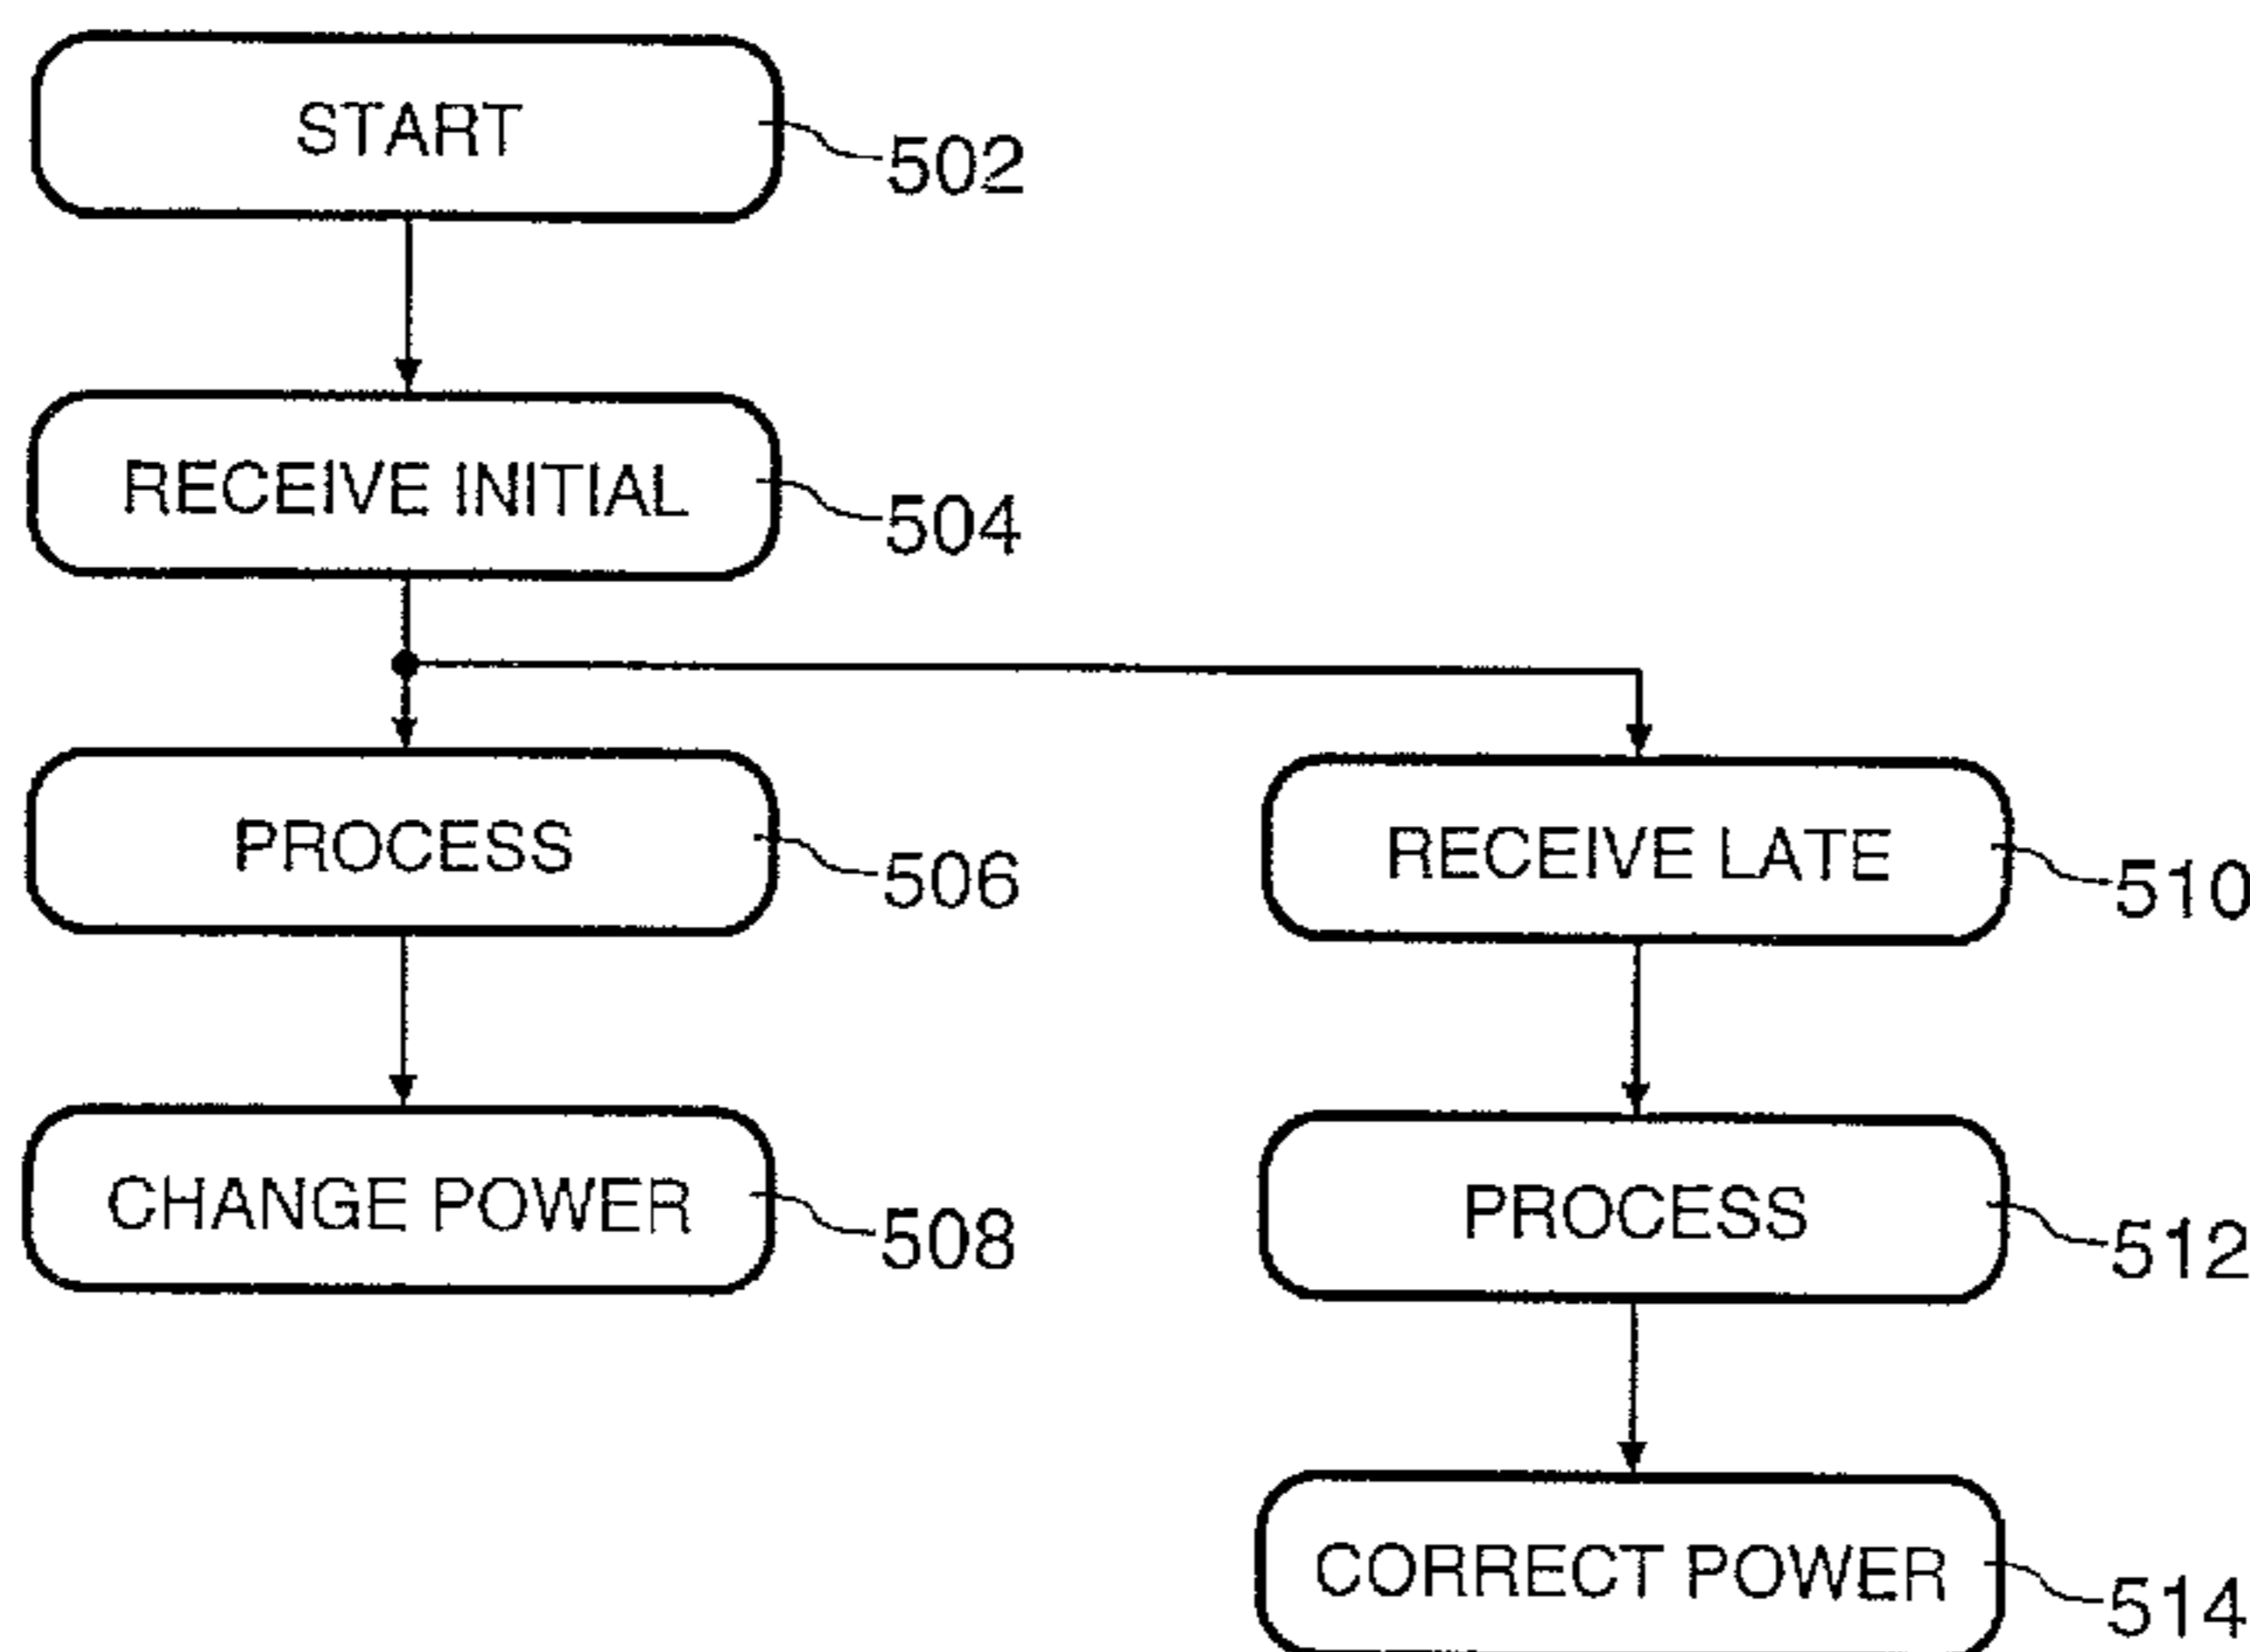 START
502
RECEIVE INITIAL
504
PROCESS
506
CHANGE POWER
508
RECEIVE LATE
510
PROCESS
512
CORRECT POWER
514